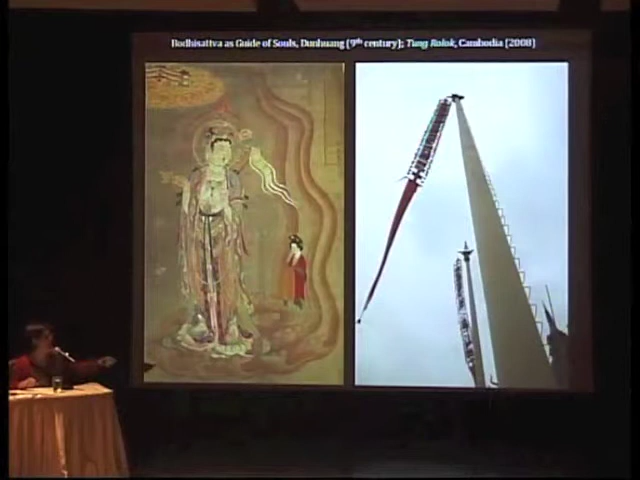 Bodhisattva as Guide of Souls, Dunhuang (9th century); Tung Rolok, Cambodia (2008)